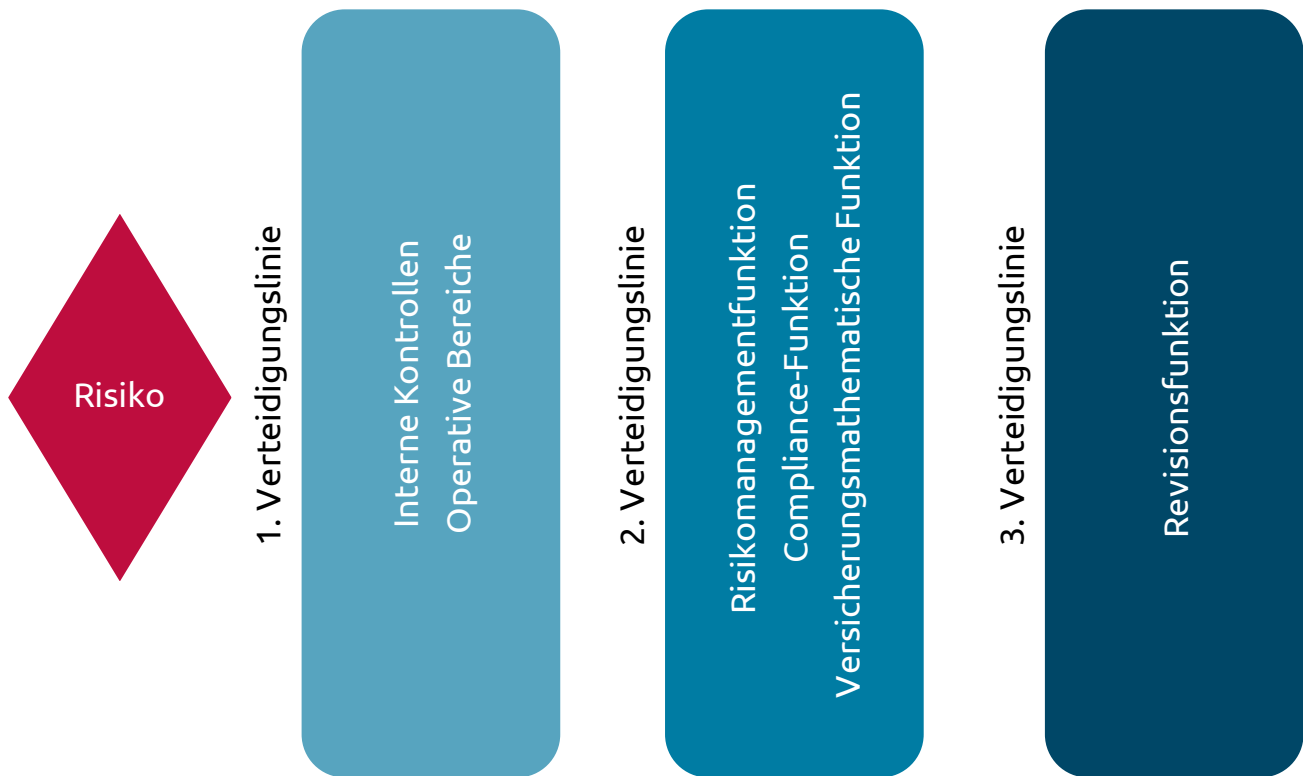 Risiko
1. Verteidigungslinie
Interne Kontrollen
Operative Bereiche
2. Verteidigungslinie
Risikomanagementfunktion
Compliance-Funktion
Versicherungsmathematische Funktion
3. Verteidigungslinie
Revisionsfunktion